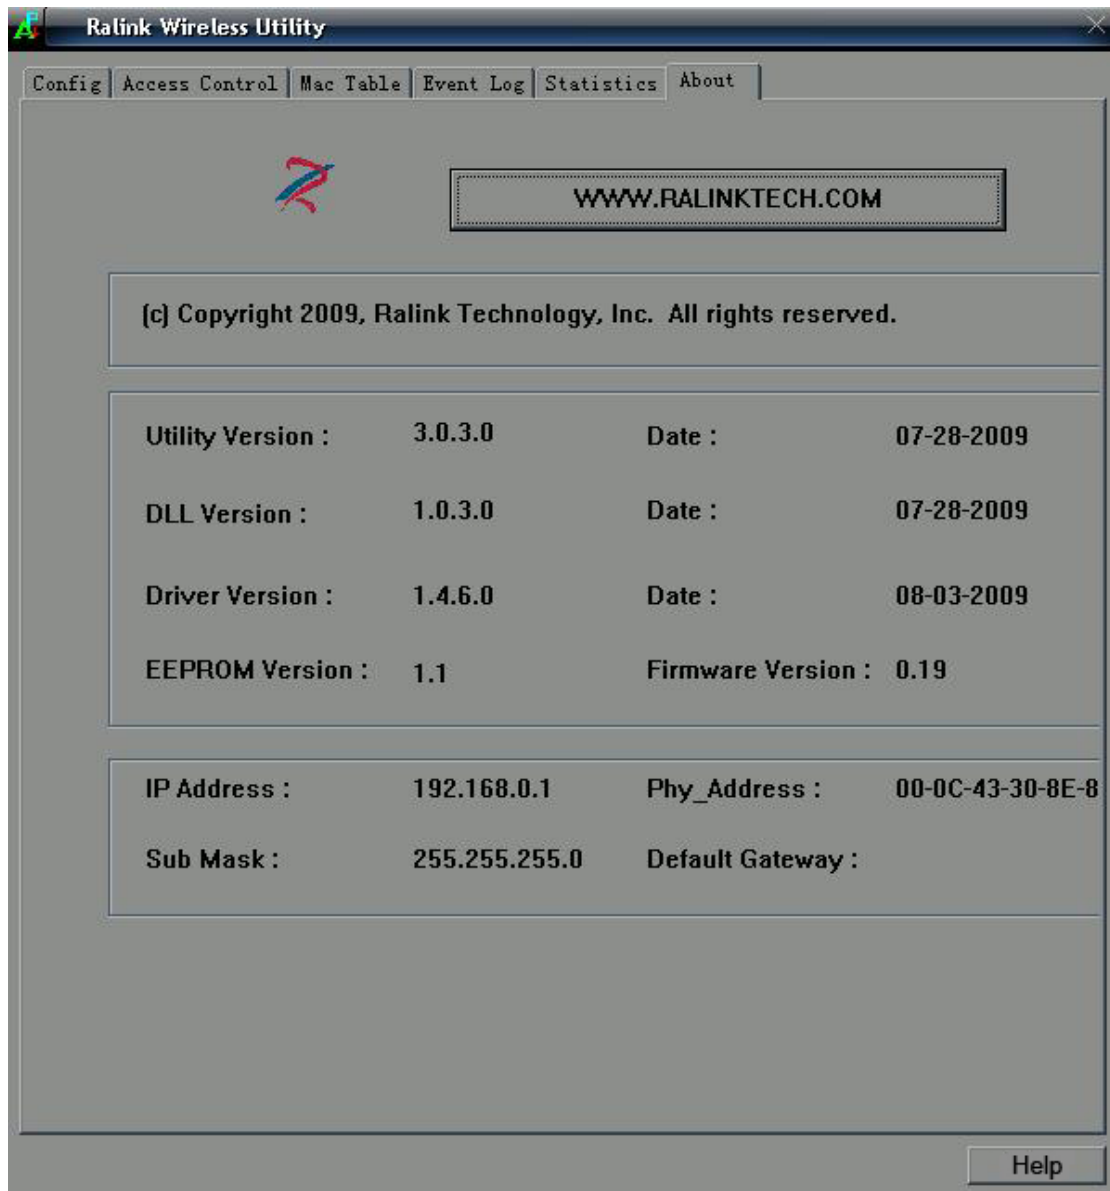 Ralink Wireless Utility
Config Access Control Mac Table Event Log Statistics About
WWW.RALINKTECH.COM
(c) Copyright 2009, Ralink Technology, Inc. All rights reserved.
Utility Version : 3.0.3.0 Date : 07-28-2009
DLL Version : 1.0.3.0 Date : 07-28-2009
Driver Version : 1.4.6.0 Date : 08-03-2009
EEPROM Version : 1.1 Firmware Version : 0.19
IP Address : 192.168.0.1 Phy_Address : 00-0C-43-30-8E-8
Sub Mask : 255.255.255.0 Default Gateway :
Help